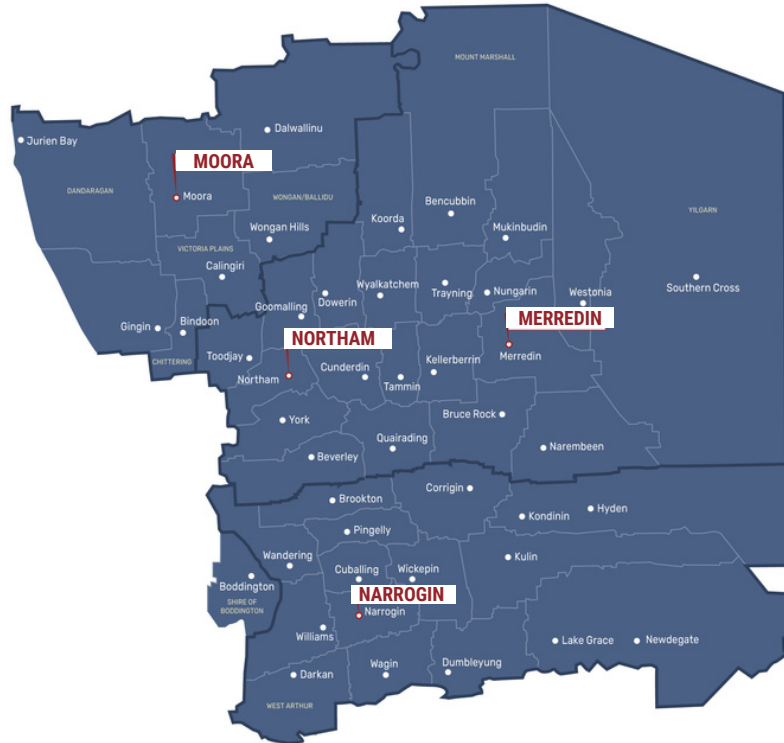 MOUNT MARSHALL
Dalwallinu
Jurien Bay
MOORA
DANDARAGAN
Moora
WONGAN/BALLIDU
Bencubbin
YILGARN
Koorda
Wongan Hills
Mukinbudin
VICTORIA PLAINS
Calingiri
Wyalkatchem
Trayning
Nungarin
Westonia
Southern Cross
Dowerin
Goomalling
Gingin
Bindoon
MERREDIN
NORTHAM
CHITTERING
Toodjay
Merredin
Northam
Cunderdin
Tammin
Kellerberrin
York
Bruce Rock
Quairading
Narembeen
Beverley
Corrigin
Brookton
Hyden
Kondinin
Pingelly
Wandering
Kulin
Cuballing
Wickepin
Boddington
NARROGIN
SHIRE OF
BODDINGTON
Narrogin
Williams
Lake Grace
Newdegate
Darkan
Wagin
Dumbleyung
WEST ARTHUR